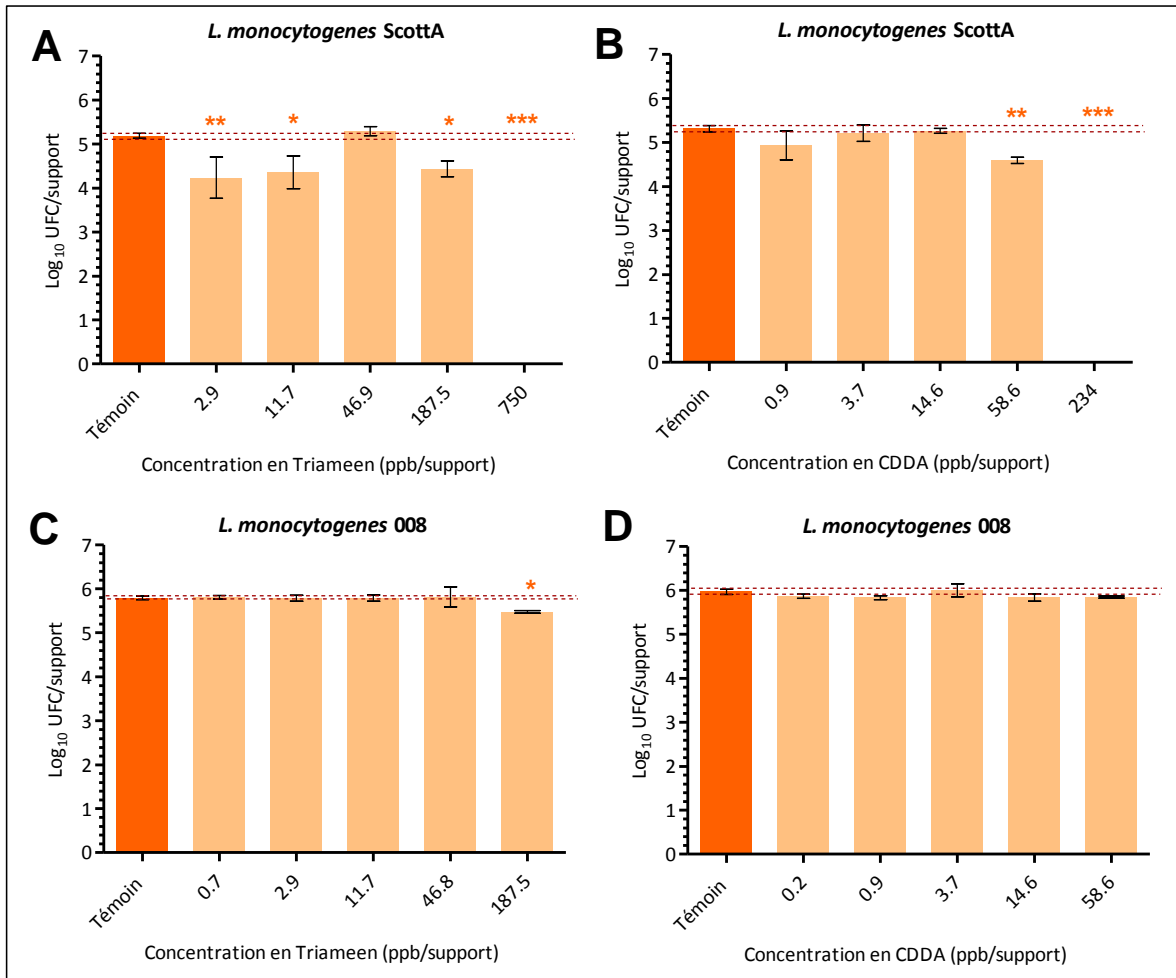 A
L. monocytogenes ScottA
Log10 UFC/support
7
6
5
4
3
2
1
0
** * * ***
Témoin 2.9 11.7 46.9 187.5 750
Concentration en Triameen (ppb/support)
B
L. monocytogenes ScottA
Log10 UFC/support
7
6
5
4
3
2
1
0
** ***
Témoin 0.9 3.7 14.6 58.6 234
Concentration en CDDA (ppb/support)
C
L. monocytogenes 008
Log10 UFC/support
7
6
5
4
3
2
1
0
*
Témoin 0.7 2.9 11.7 46.8 187.5
Concentration en Triameen (ppb/support)
D
L. monocytogenes 008
Log10 UFC/support
7
6
5
4
3
2
1
0
Témoin 0.2 0.9 3.7 14.6 58.6
Concentration en CDDA (ppb/support)